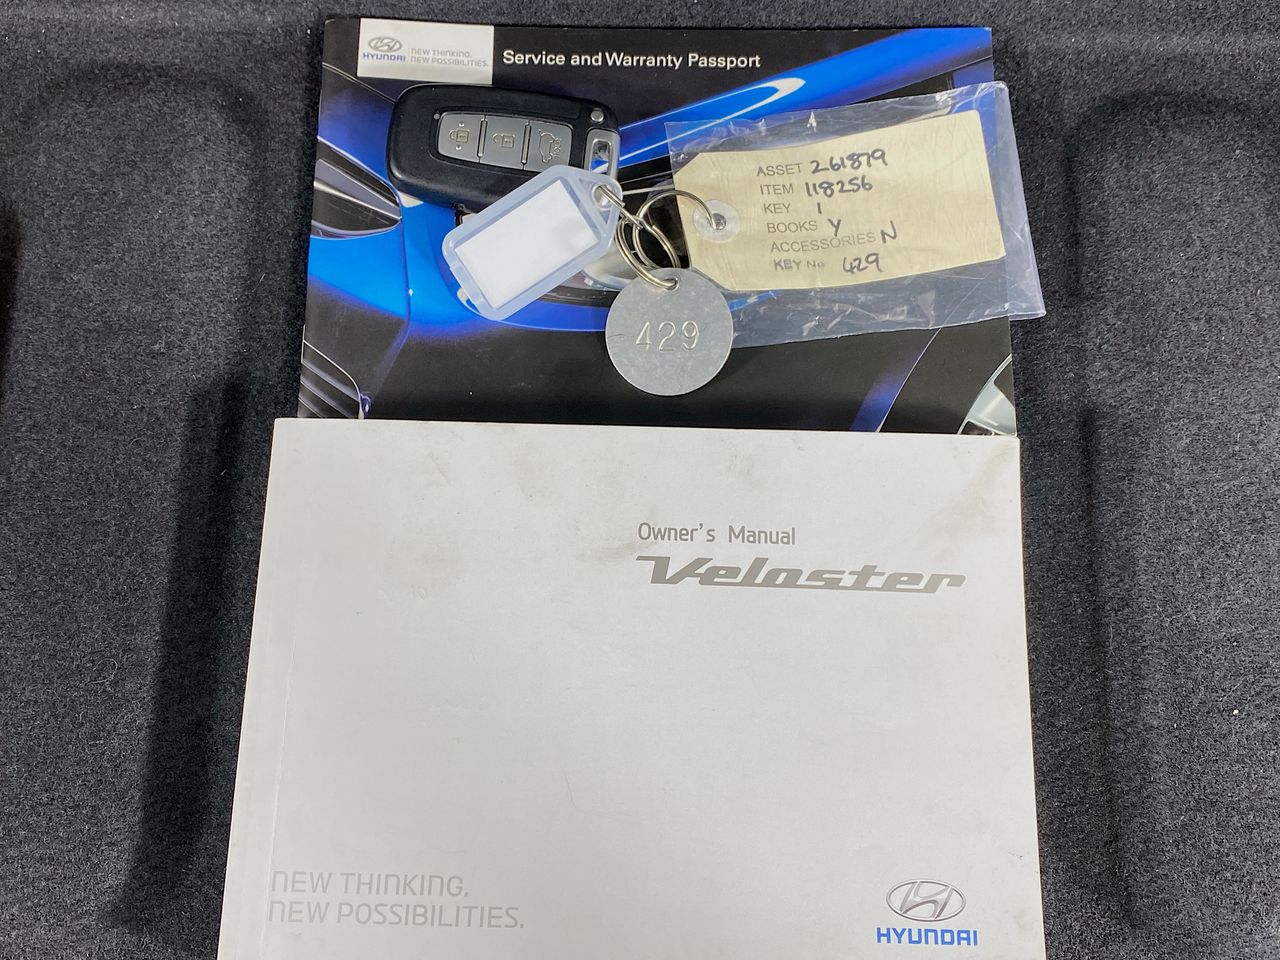 HYUNDAI
NEW THINKING.
NEW POSSIBILITIES.
Service and Warranty Passport
ASSET 261879
ITEM 118256
KEY 1
BOOKS Y
ACCESSORIES N
KEY No 429
429
Owner's Manual
Veloster
NEW THINKING.
NEW POSSIBILITIES.
HYUNDAI